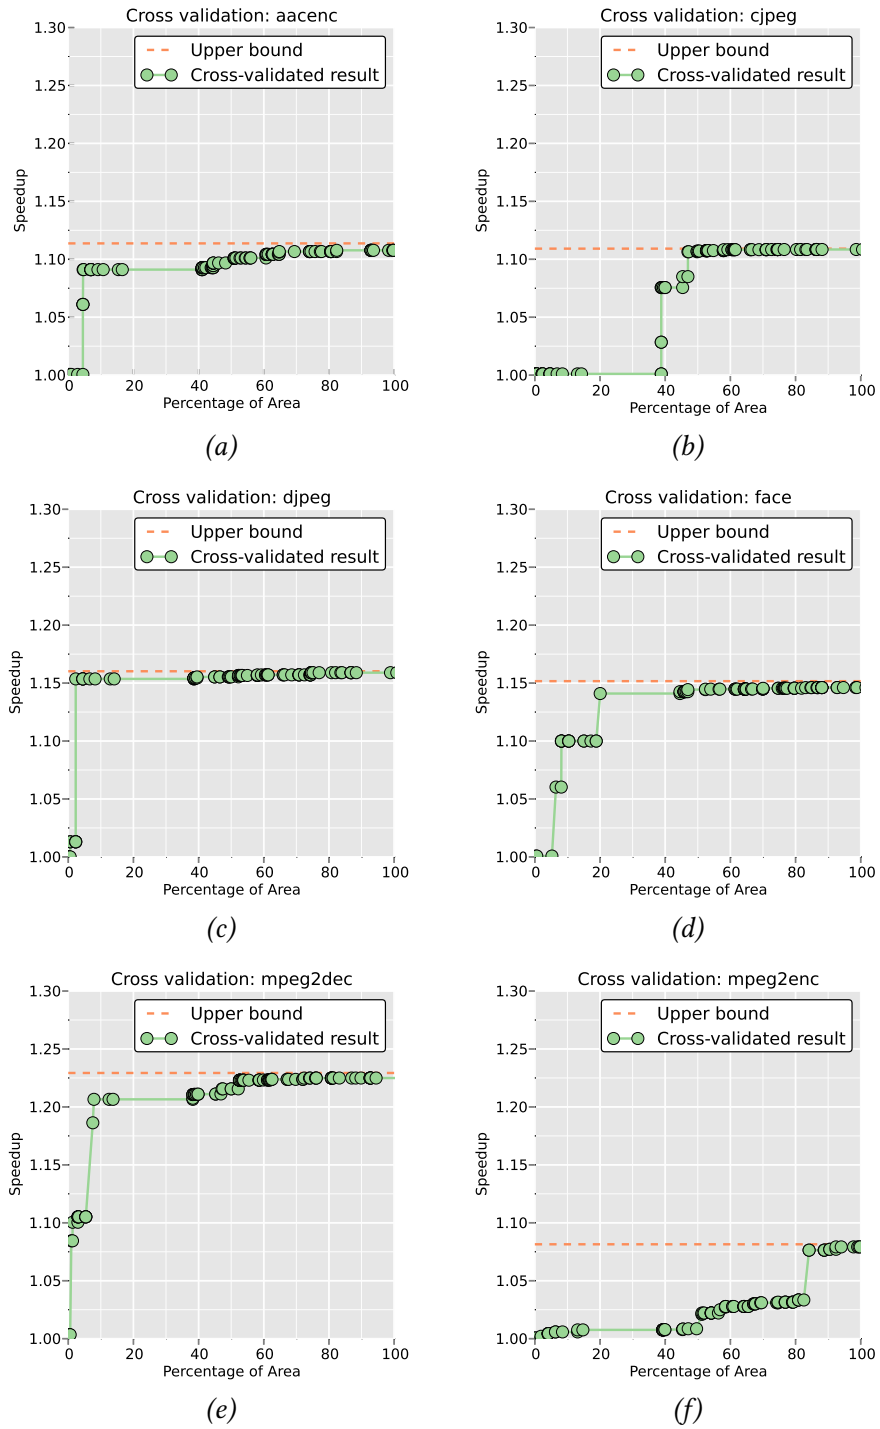 Cross validation: aacenc
1.30
1.25
1.20
1.15
1.10
1.05
1.00
Speedup
Upper bound
Cross-validated result
0 20 40 60 80 100
Percentage of Area
(a)
Cross validation: cjpeg
1.30
1.25
1.20
1.15
1.10
1.05
1.00
Speedup
Upper bound
Cross-validated result
0 20 40 60 80 100
Percentage of Area
(b)
Cross validation: djpeg
1.30
1.25
1.20
1.15
1.10
1.05
1.00
Speedup
Upper bound
Cross-validated result
0 20 40 60 80 100
Percentage of Area
(c)
Cross validation: face
1.30
1.25
1.20
1.15
1.10
1.05
1.00
Speedup
Upper bound
Cross-validated result
0 20 40 60 80 100
Percentage of Area
(d)
Cross validation: mpeg2dec
1.30
1.25
1.20
1.15
1.10
1.05
1.00
Speedup
Upper bound
Cross-validated result
0 20 40 60 80 100
Percentage of Area
(e)
Cross validation: mpeg2enc
1.30
1.25
1.20
1.15
1.10
1.05
1.00
Speedup
Upper bound
Cross-validated result
0 20 40 60 80 100
Percentage of Area
(f)